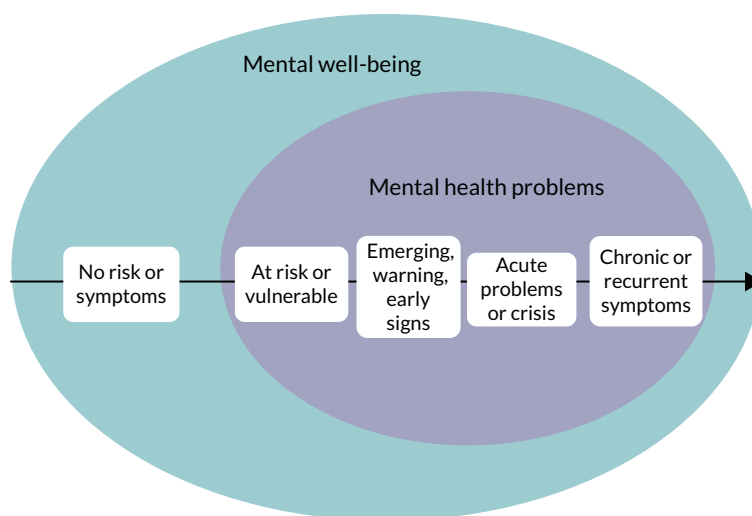 Mental well-being
Mental health problems
No risk or
symptoms
At risk or
vulnerable
Emerging,
warning,
early
signs
Acute
problems
or crisis
Chronic or
recurrent
symptoms